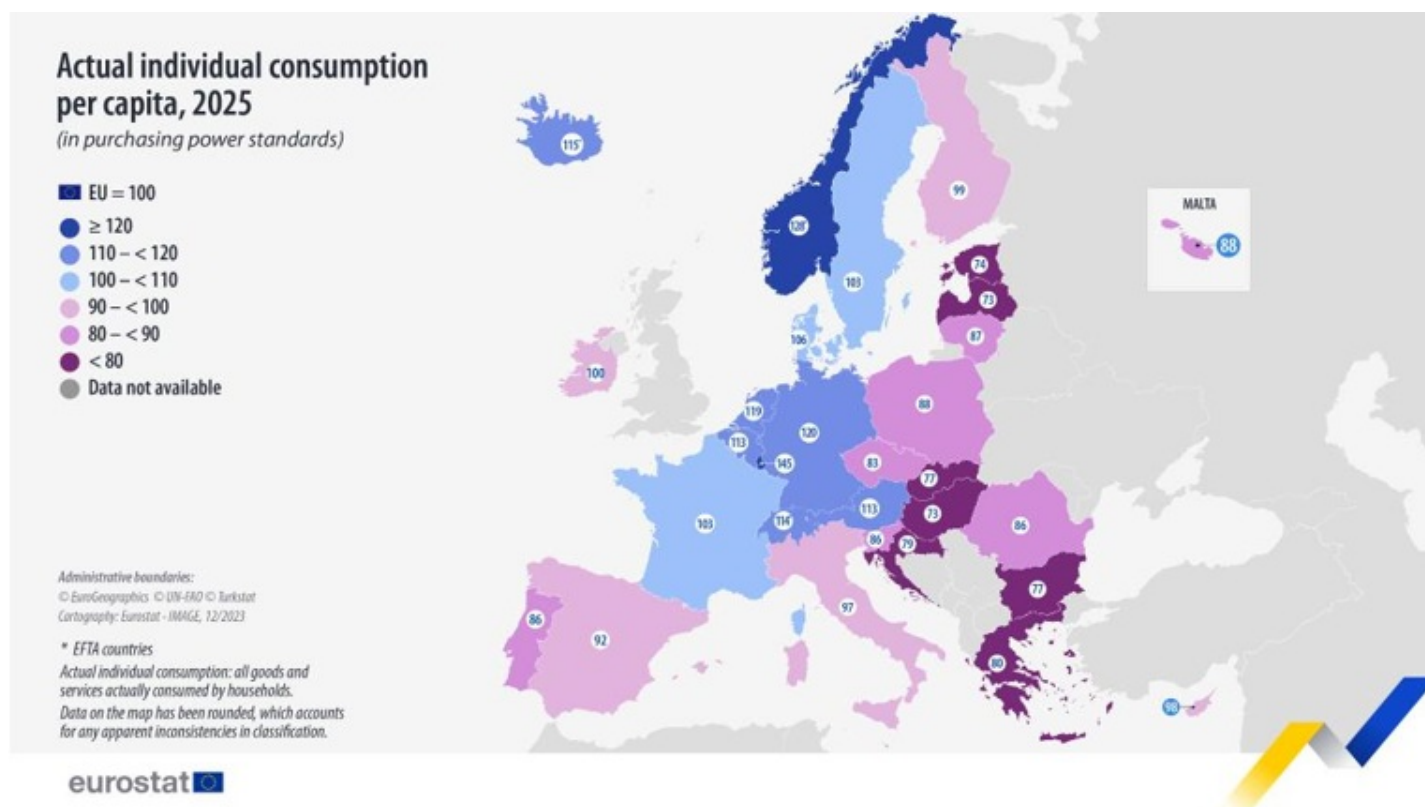 Actual individual consumption
per capita, 2025
(in purchasing power standards)
EU = 100
≥ 120
110 – < 120
100 – < 110
90 – < 100
80 – < 90
< 80
Data not available
115*
128*
99
103
MALTA
88
74
73
87
106
100
119
113
120
88
145
83
77
103
114*
113
73
86
79
86
77
86
92
97
80
98
Administrative boundaries:
© EuroGeographics © UN-FAO © Turkstat
Cartography: Eurostat - IMAGE, 12/2023
* EFTA countries
Actual individual consumption: all goods and
services actually consumed by households.
Data on the map has been rounded, which accounts
for any apparent inconsistencies in classification.
eurostat